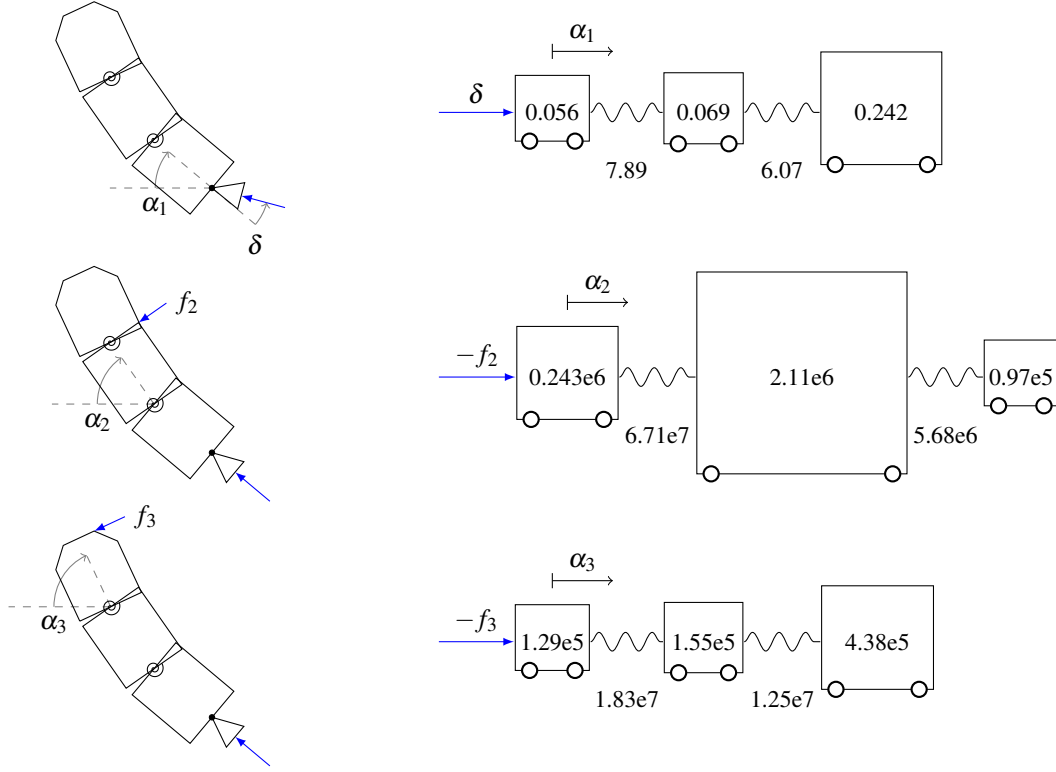 α₁
δ
α₁
δ
0.056
0.069
0.242
7.89
6.07
f₂
α₂
α₂
−f₂
0.243e6
2.11e6
0.97e5
6.71e7
5.68e6
f₃
α₃
α₃
−f₃
1.29e5
1.55e5
4.38e5
1.83e7
1.25e7